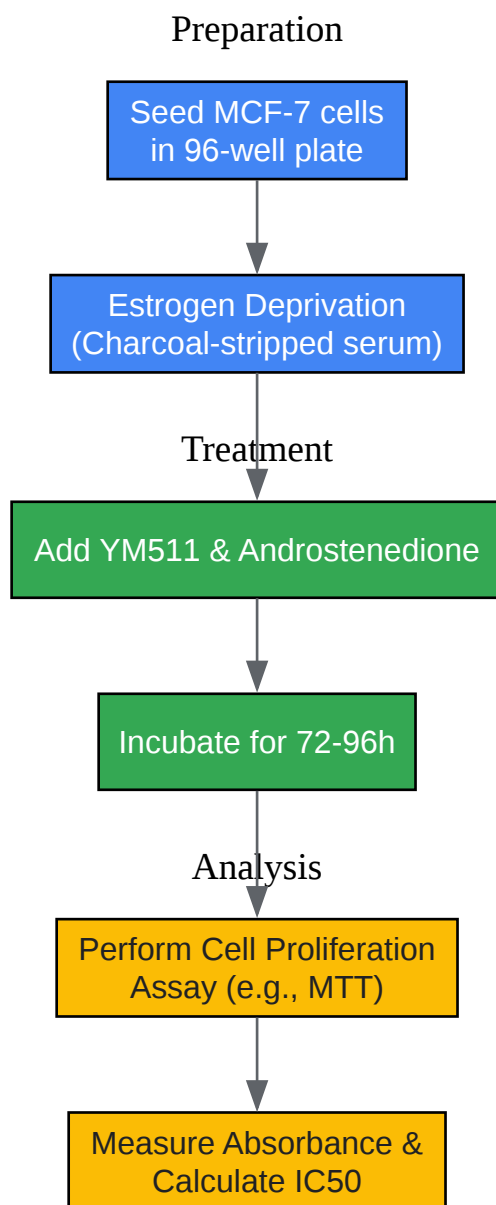 Preparation
Seed MCF-7 cells
in 96-well plate
Estrogen Deprivation
(Charcoal-stripped serum)
Treatment
Add YM511 & Androstenedione
Incubate for 72-96h
Analysis
Perform Cell Proliferation
Assay (e.g., MTT)
Measure Absorbance &
Calculate IC50